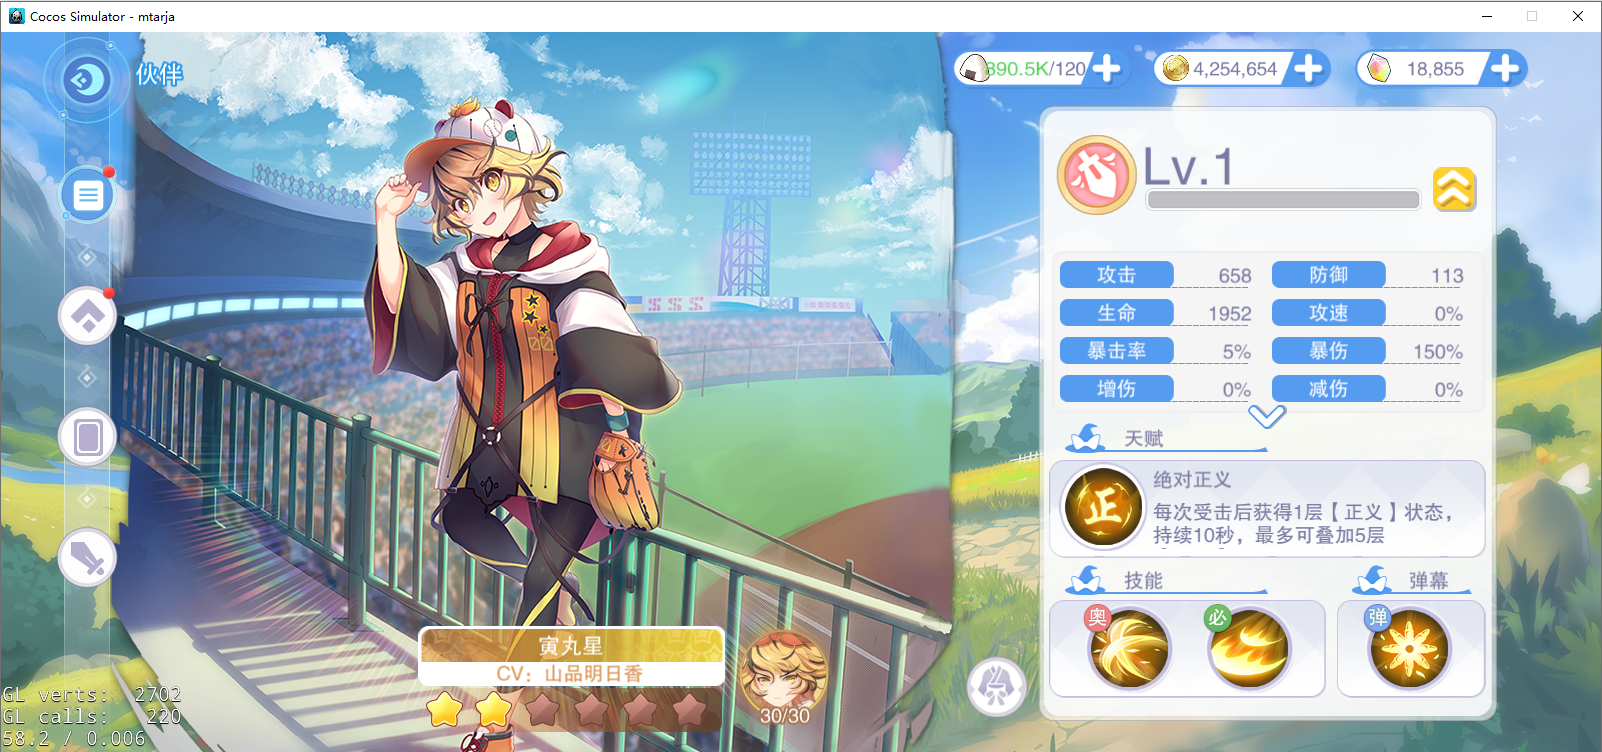 Cocos Simulator - mtarja
伙伴
890.5K/120
4,254,654
18,855
Lv.1
攻击 658 防御 113
生命 1952 攻速 0%
暴击率 5% 暴伤 150%
增伤 0% 减伤 0%
天赋
正
绝对正义
每次受击后获得1层【正义】状态，
持续10秒，最多可叠加5层
技能
弹幕
奥
必
弹
寅丸星
CV：山品明日香
30/30
SSS
GL verts: 2702
GL calls: 220
58.2 / 0.006